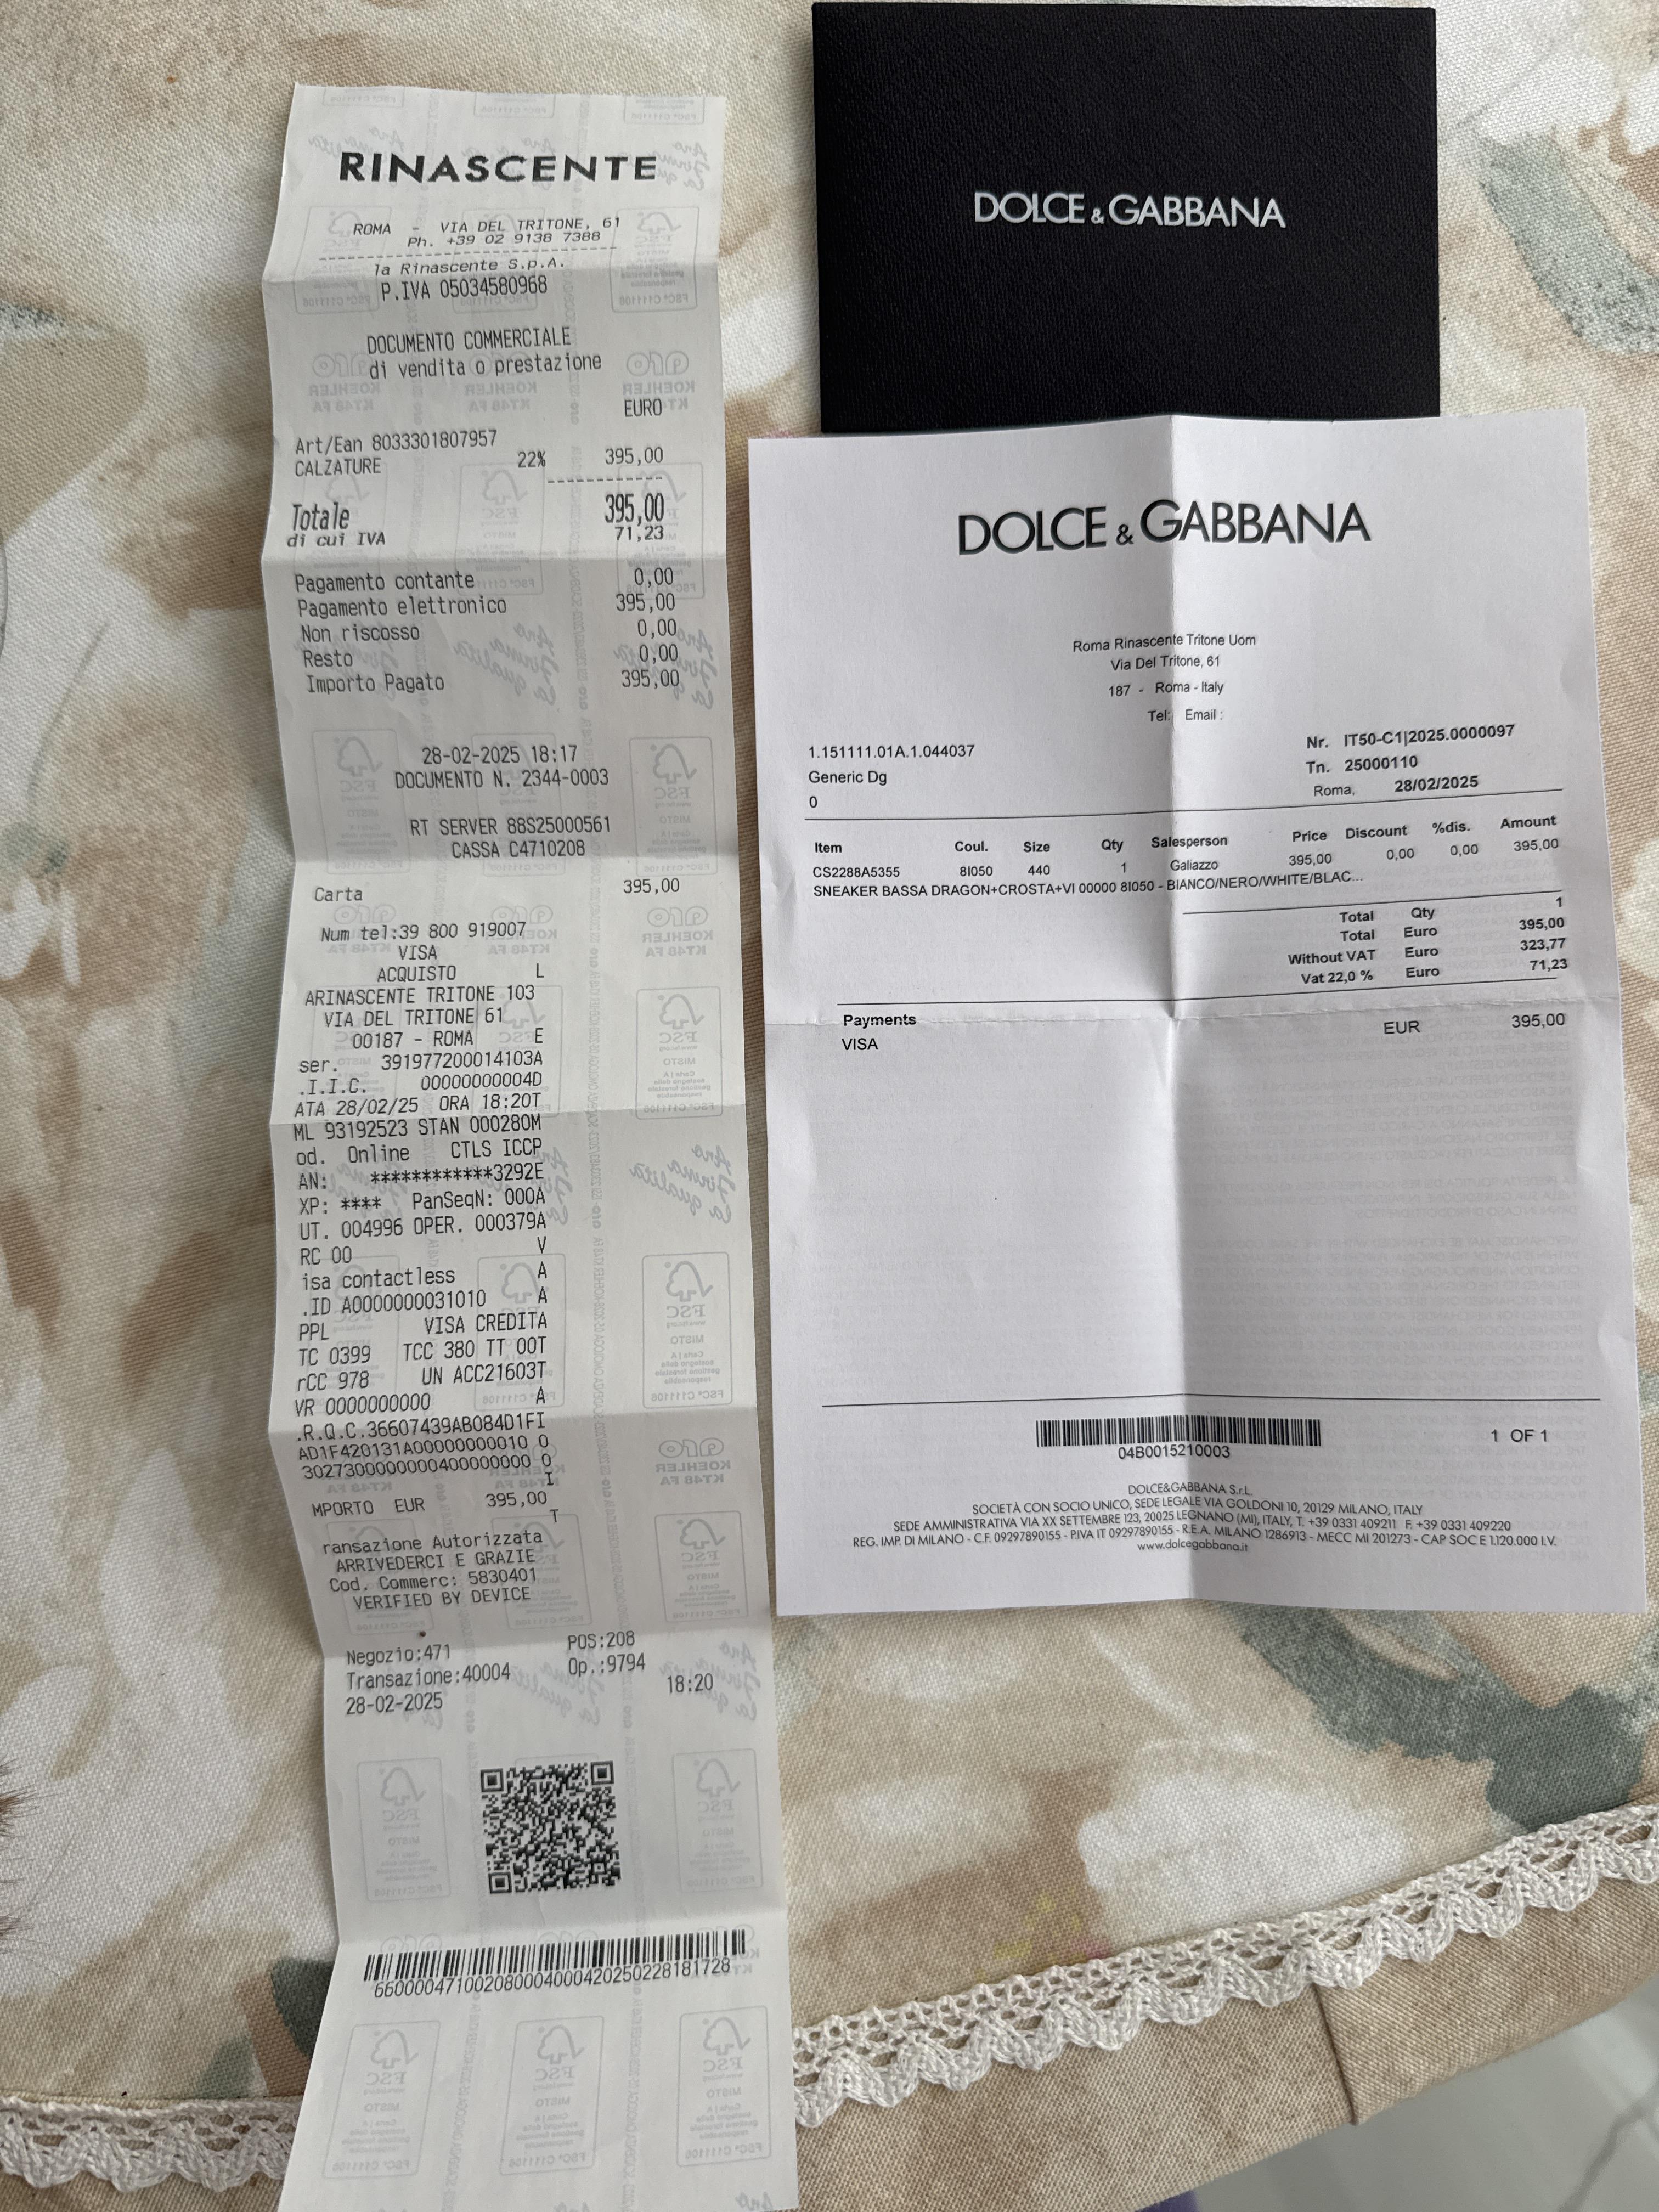 RINASCENTE
ROMA - VIA DEL TRITONE, 61
Ph. +39 02 9138 7388
la Rinascente S.p.A.
P.IVA 05034580968
DOCUMENTO COMMERCIALE
di vendita o prestazione
EURO
Art/Ean 8033301807957
CALZATURE 22% 395,00
Totale 395,00
di cui IVA 71,23
Pagamento contante 0,00
Pagamento elettronico 395,00
Non riscosso 0,00
Resto 0,00
Importo Pagato 395,00
28-02-2025 18:17
DOCUMENTO N. 2344-0003
RT SERVER 88S25000561
CASSA C4710208
Carta 395,00
Num tel:39 800 919007
VISA
ACQUISTO L
ARINASCENTE TRITONE 103
VIA DEL TRITONE 61
00187 - ROMA E
ser. 391977200014103A
.I.I.C. 00000000004D
ATA 28/02/25 ORA 18:20T
ML 93192523 STAN 000280M
od. Online CTLS ICCP
AN: ************3292E
XP: **** PanSeqN: 000A
UT. 004996 OPER. 000379A
RC 00 V
isa contactless A
.ID A0000000031010 A
PPL VISA CREDITA
TC 0399 TCC 380 TT 00T
rCC 978 UN ACC21603T
VR 0000000000 A
.R.Q.C.36607439AB084D1FI
AD1F420131A00000000010 0
3027300000000400000000 0
I
MPORTO EUR 395,00
T
ransazione Autorizzata
ARRIVEDERCI E GRAZIE
Cod. Commerc: 5830401
VERIFIED BY DEVICE
Negozio:471 POS:208
Transazione:40004 Op.:9794
28-02-2025 18:20
660000471002080004000420250228181728
DOLCE & GABBANA
DOLCE & GABBANA
Roma Rinascente Tritone Uom
Via Del Tritone, 61
187 - Roma - Italy
Tel: Email :
1.151111.01A.1.044037
Generic Dg
0
Nr. IT50-C1|2025.0000097
Tn. 25000110
Roma, 28/02/2025
Item Coul. Size Qty Salesperson Price Discount %dis. Amount
CS2288A5355 8I050 440 1 Galiazzo 395,00 0,00 0,00 395,00
SNEAKER BASSA DRAGON+CROSTA+VI 00000 8I050 - BIANCO/NERO/WHITE/BLAC...
Total Qty 1
Total Euro 395,00
Without VAT Euro 323,77
Vat 22,0 % Euro 71,23
Payments
VISA EUR 395,00
04B0015210003
1 OF 1
DOLCE&GABBANA S.r.L.
SOCIETÀ CON SOCIO UNICO, SEDE LEGALE VIA GOLDONI 10, 20129 MILANO, ITALY
SEDE AMMINISTRATIVA VIA XX SETTEMBRE 123, 20025 LEGNANO (MI), ITALY, T. +39 0331 409211 F. +39 0331 409220
REG. IMP. DI MILANO - C.F. 09297890155 - P.IVA IT 09297890155 - R.E.A. MILANO 1286913 - MECC MI 201273 - CAP SOC E 1.120.000 I.V.
www.dolcegabbana.it